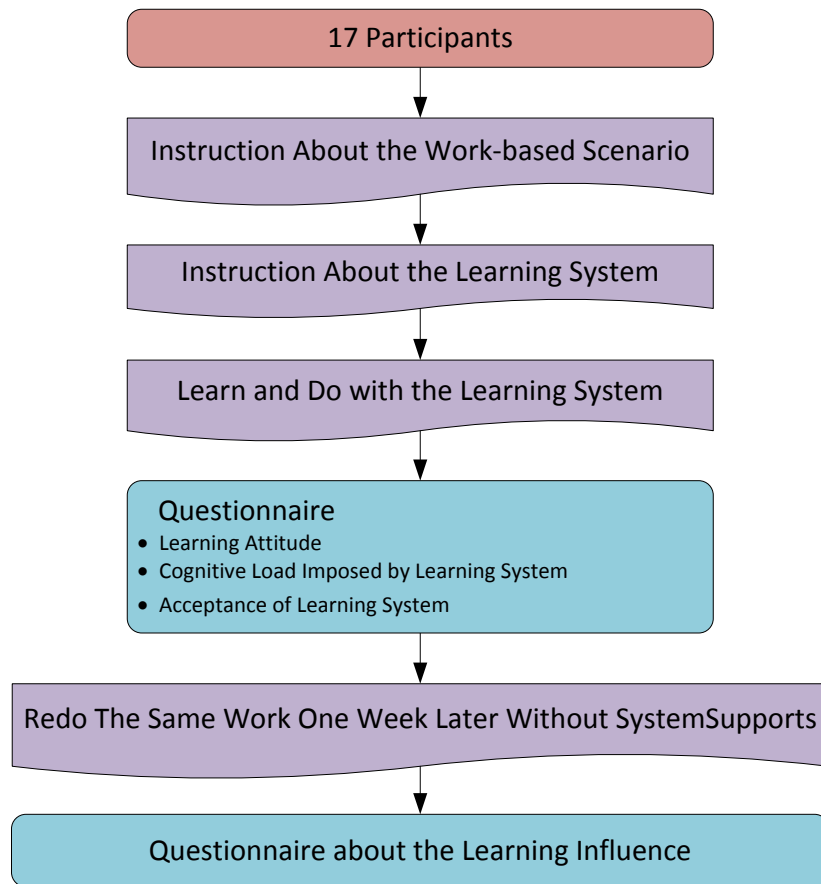 17 Participants
Instruction About the Work-based Scenario
Instruction About the Learning System
Learn and Do with the Learning System
Questionnaire
• Learning Attitude
• Cognitive Load Imposed by Learning System
• Acceptance of Learning System
Redo The Same Work One Week Later Without SystemSupports
Questionnaire about the Learning Influence